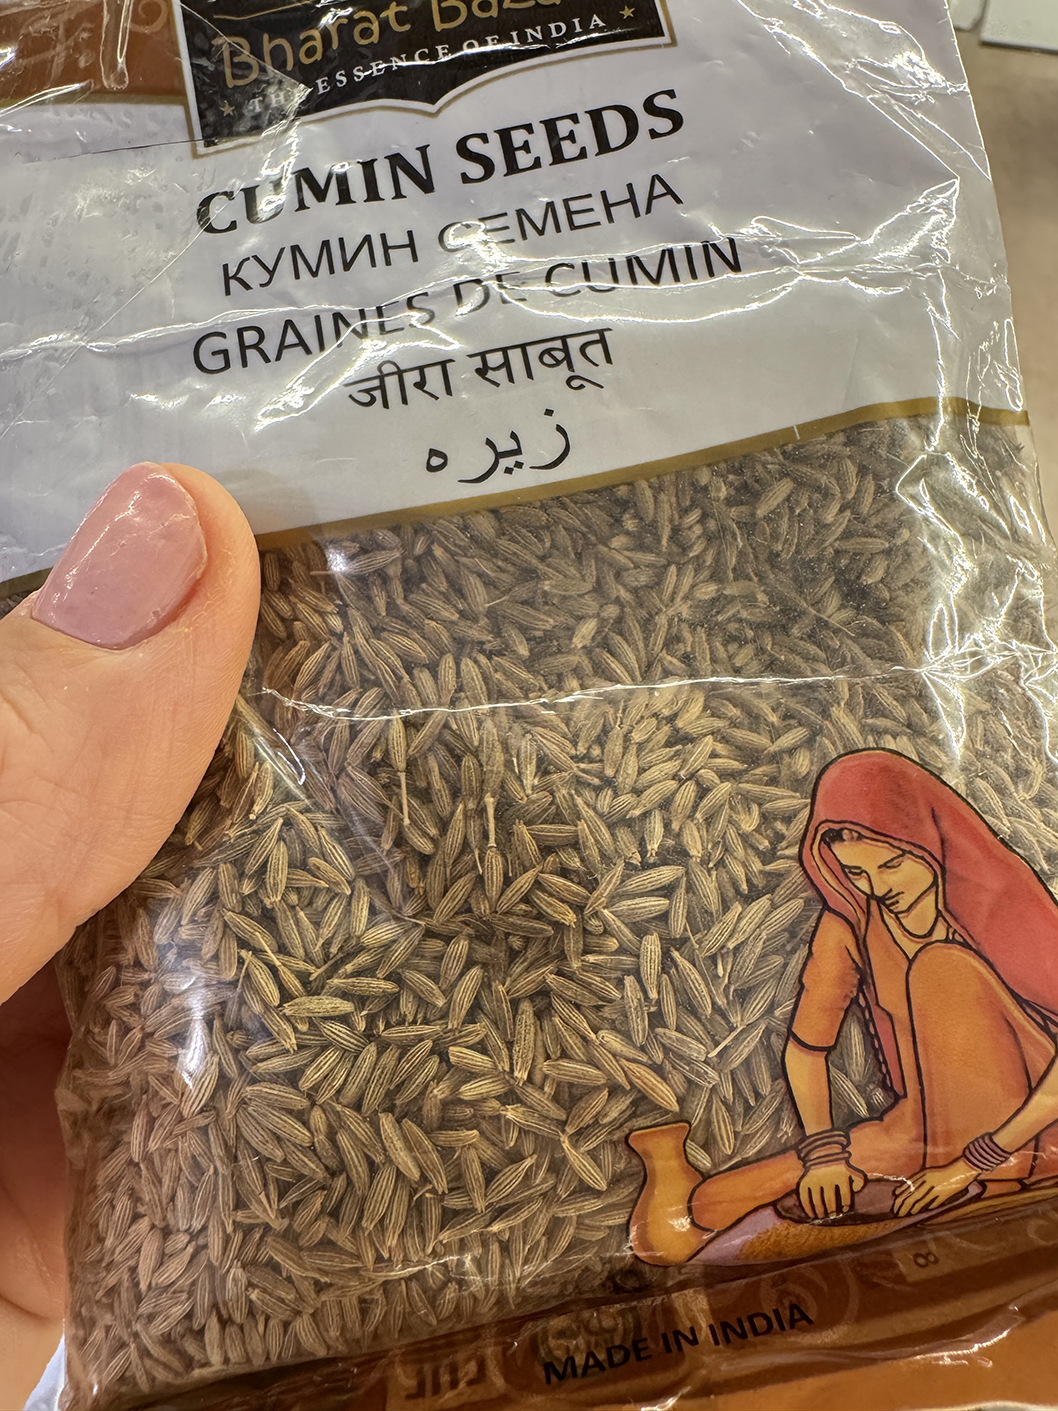 Bharat
THE ESSENCE OF INDIA
CUMIN SEEDS
КУМИН СЕМЕНА
GRAINES DE CUMIN
जीरा साबूत
زیره
MADE IN INDIA